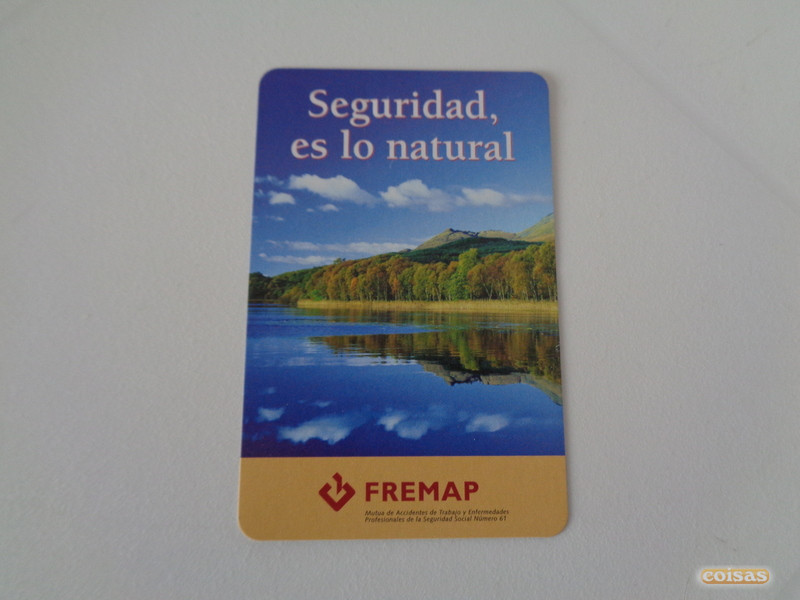 Seguridad,
es lo natural
FREMAP
Mutua de Accidentes de Trabajo y Enfermedades
Profesionales de la Seguridad Social Número 61
coisas